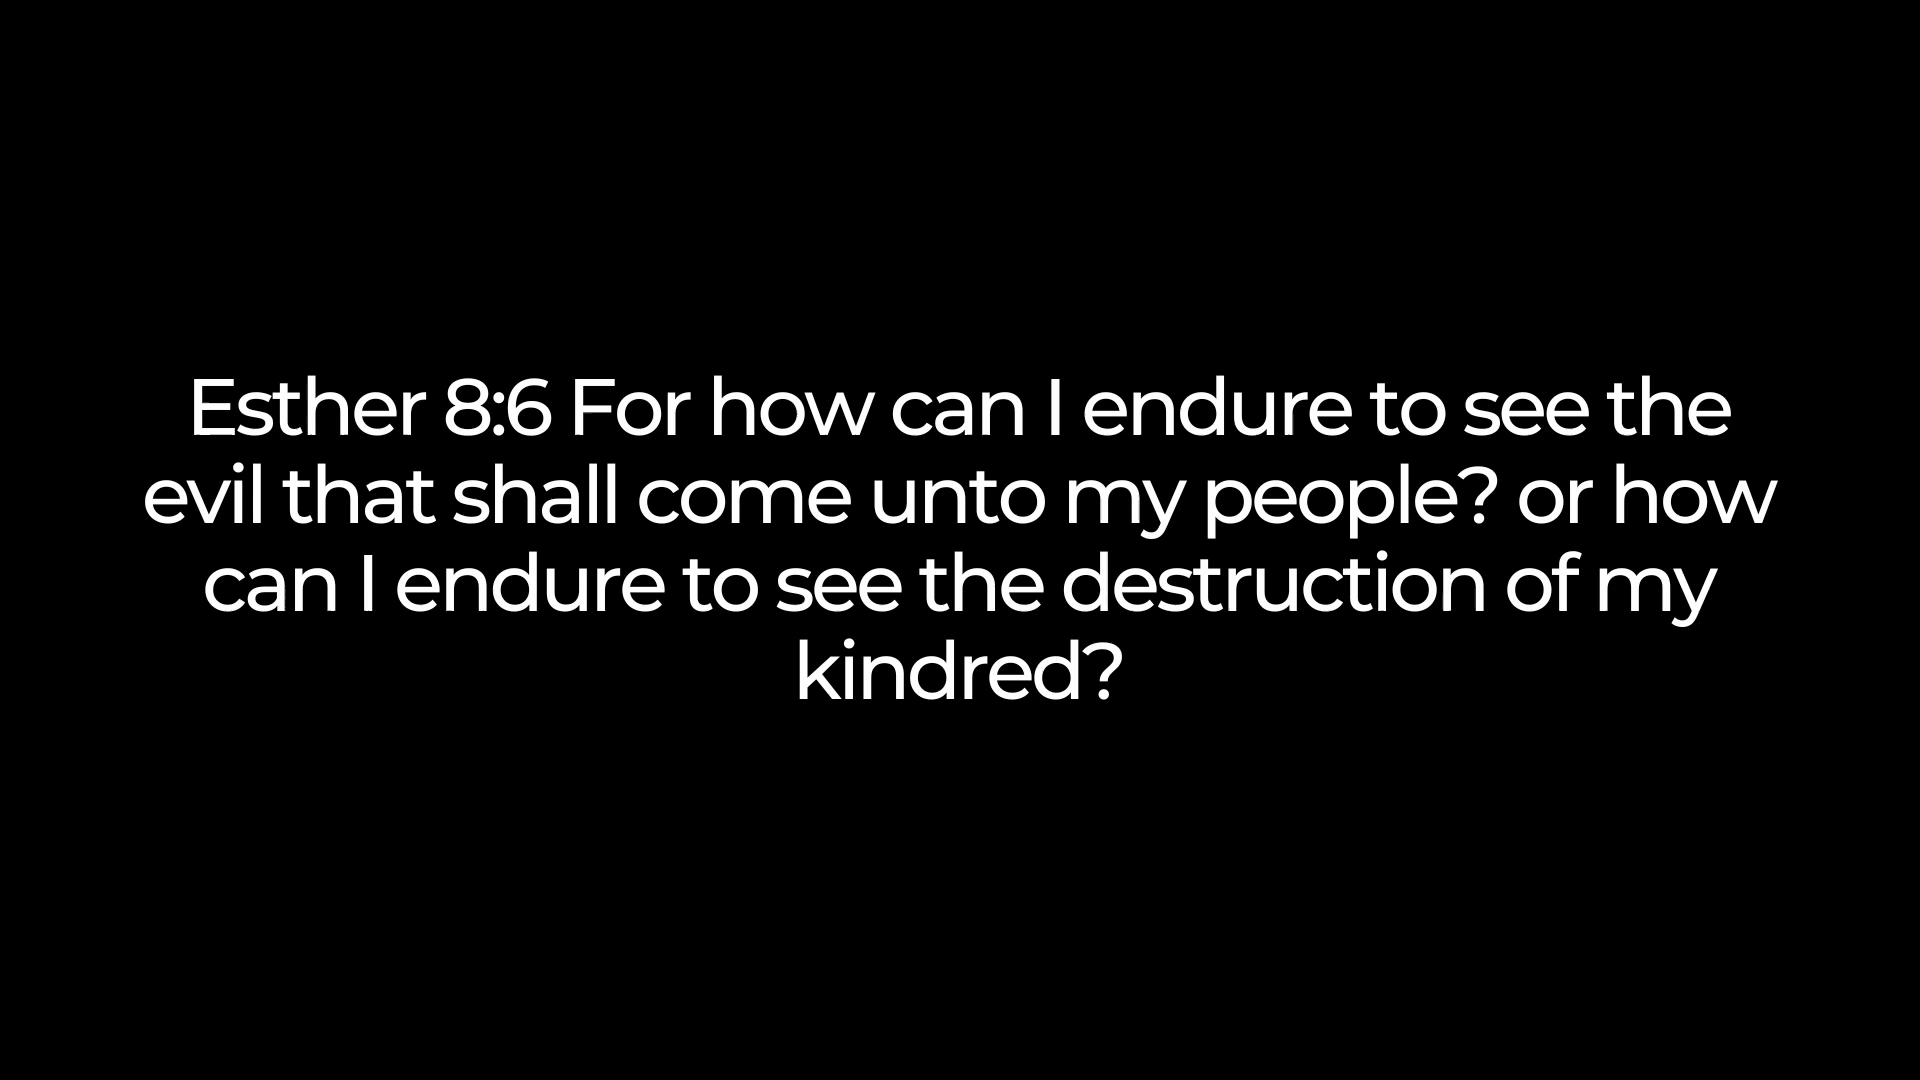 Esther 8:6 For how can I endure to see the
evil that shall come unto my people? or how
can I endure to see the destruction of my
kindred?